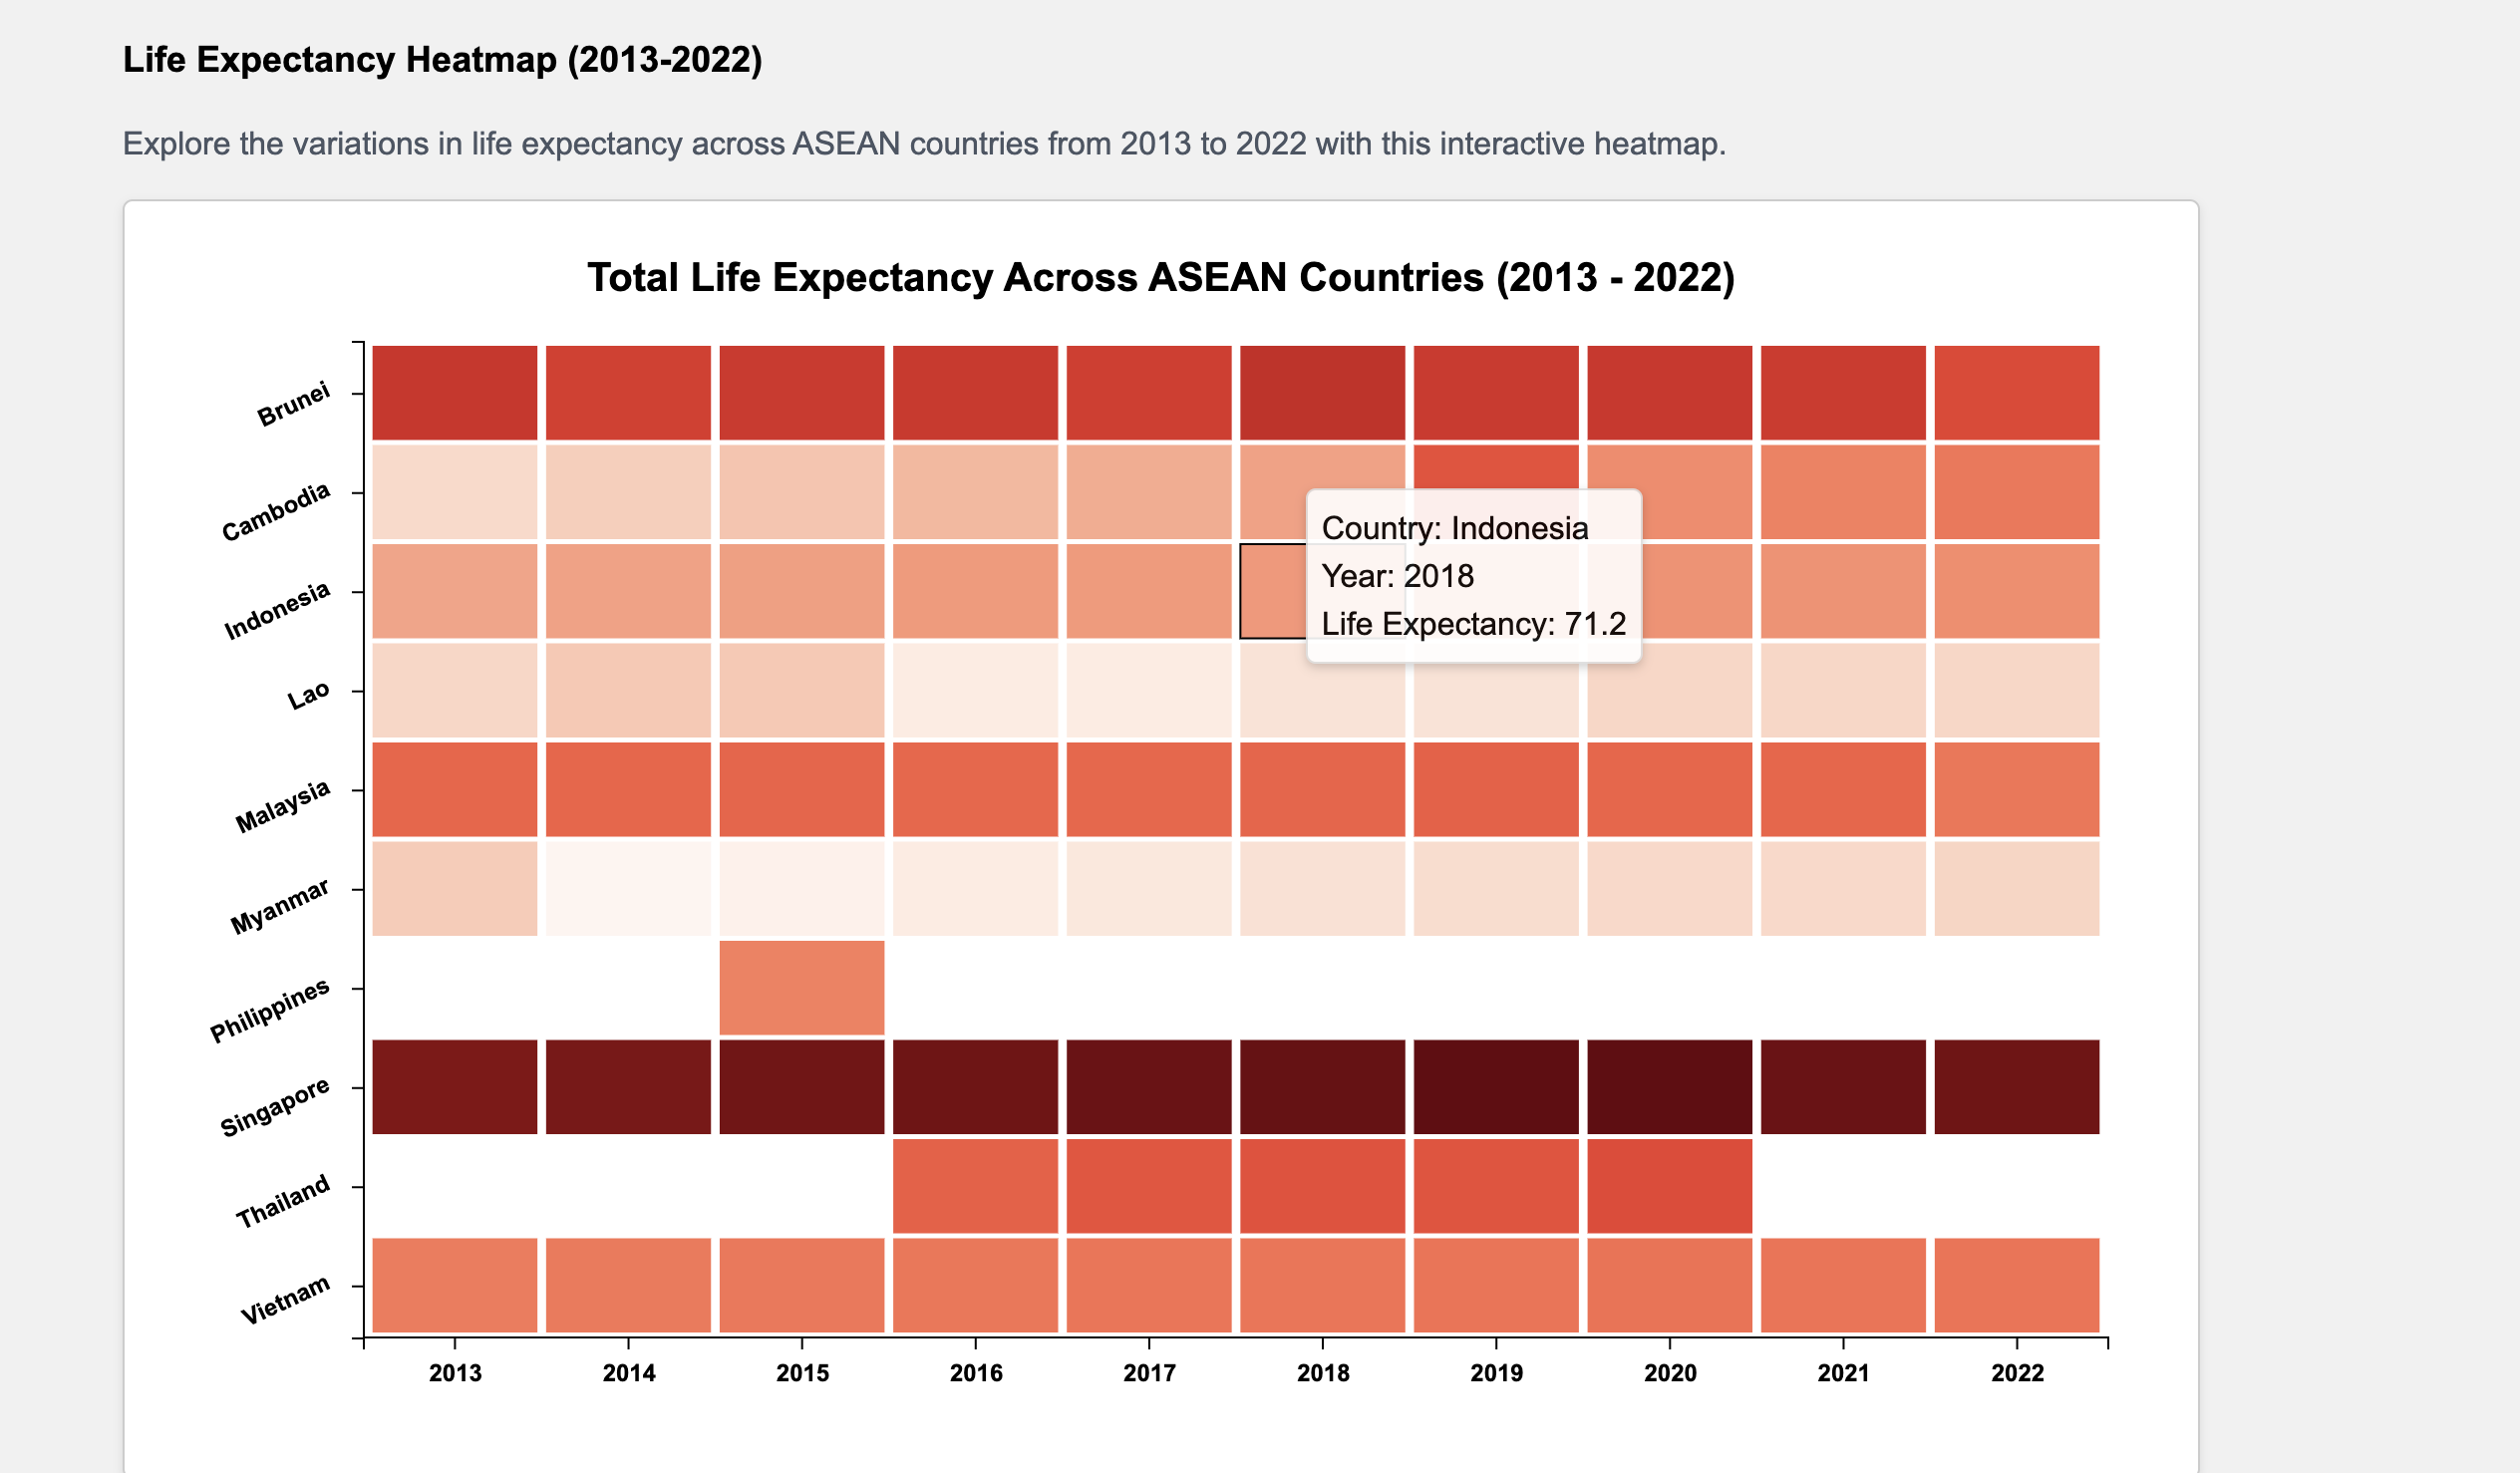 Life Expectancy Heatmap (2013-2022)
Explore the variations in life expectancy across ASEAN countries from 2013 to 2022 with this interactive heatmap.
Total Life Expectancy Across ASEAN Countries (2013 - 2022)
Brunei
Cambodia
Country: Indonesia
Year: 2018
Life Expectancy: 71.2
Indonesia
Lao
Malaysia
Myanmar
Philippines
Singapore
Thailand
Vietnam
2013 2014 2015 2016 2017 2018 2019 2020 2021 2022